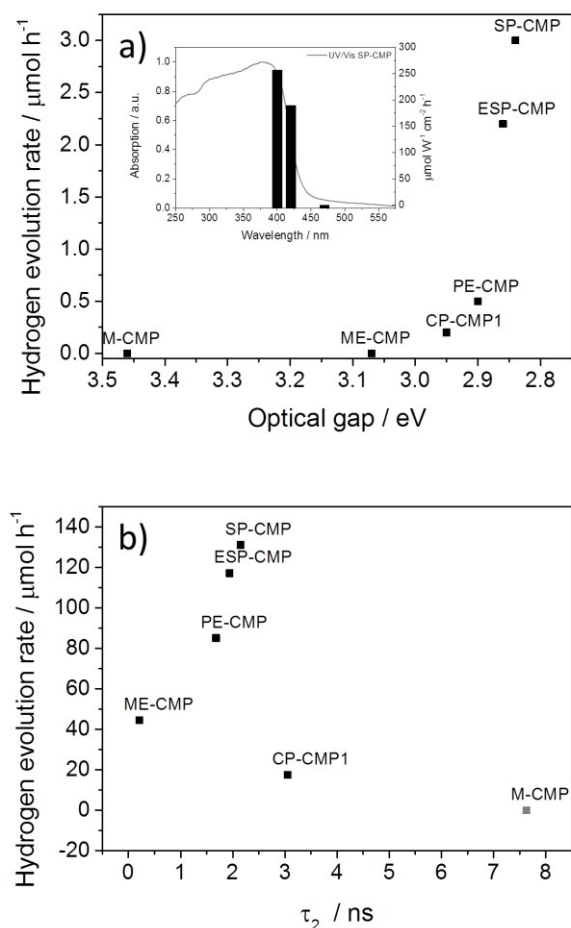 a)
Hydrogen evolution rate / μmol h⁻¹
3.0
2.5
2.0
1.5
1.0
0.5
0.0
SP-CMP
ESP-CMP
PE-CMP
CP-CMP1
ME-CMP
M-CMP
UV/Vis SP-CMP
Absorption / a.u.
1.0
0.8
0.6
0.4
0.2
0.0
μmol W⁻¹ cm⁻² h⁻¹
300
250
200
150
100
50
0
250 300 350 400 450 500 550
Wavelength / nm
3.5 3.4 3.3 3.2 3.1 3.0 2.9 2.8
Optical gap / eV
b)
Hydrogen evolution rate / μmol h⁻¹
140
120
100
80
60
40
20
0
-20
SP-CMP
ESP-CMP
PE-CMP
ME-CMP
CP-CMP1
M-CMP
0 1 2 3 4 5 6 7 8
τ₂ / ns